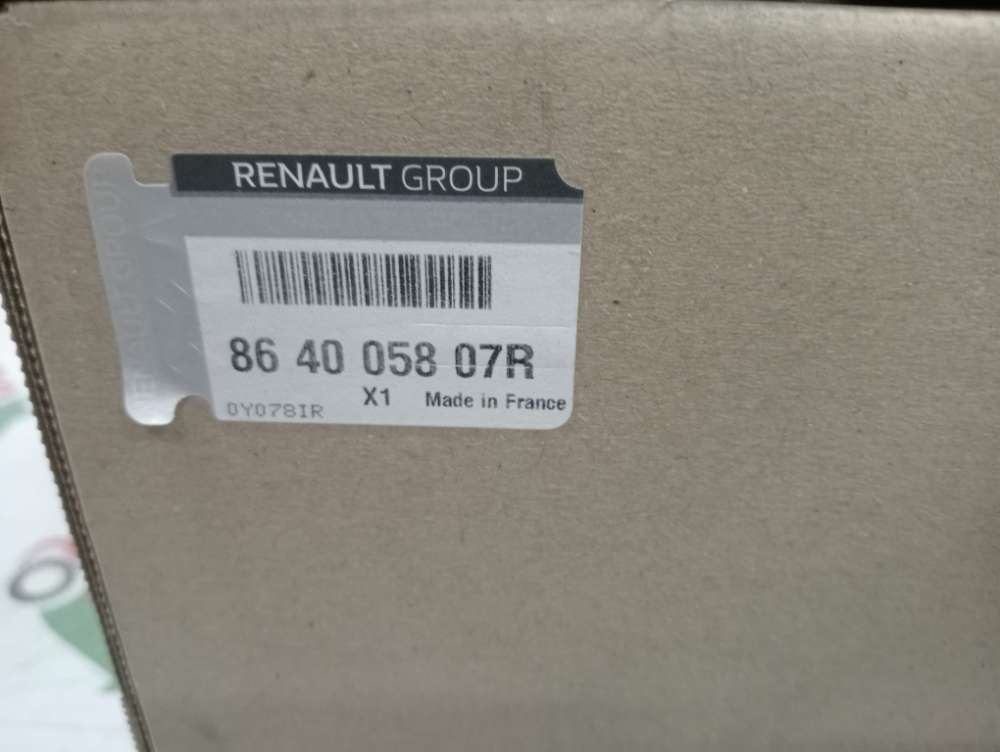 RENAULT GROUP
86 40 058 07R
X1 Made in France
0Y078IR